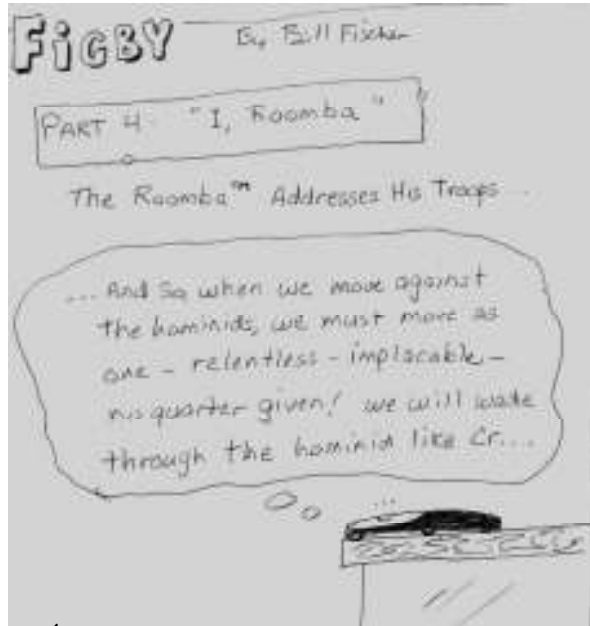 FiGBY By Bill Fischer
PART 4 - "I, Roomba"
The Roomba™ Addresses His Troops...
...And so when we move against
the hominids, we must move as
one - relentless - implacable -
no quarter given! we will wade
through the hominid like Cr....
...